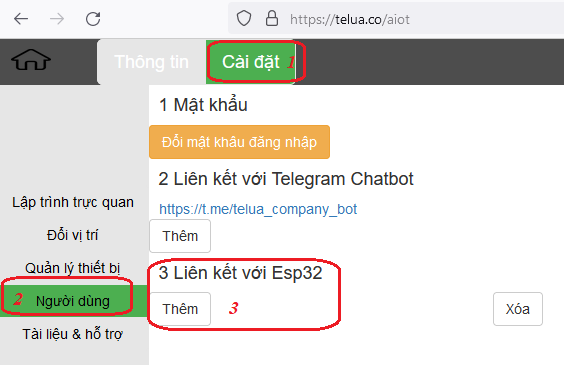 https://telua.co/aiot
Thông tin
Cài đặt 1
1 Mật khẩu
Đổi mật khẩu đăng nhập
2 Liên kết với Telegram Chatbot
https://t.me/telua_company_bot
Thêm
3 Liên kết với Esp32
Thêm 3 Xóa
Lập trình trực quan
Đổi vị trí
Quản lý thiết bị
2 Người dùng
Tài liệu & hỗ trợ